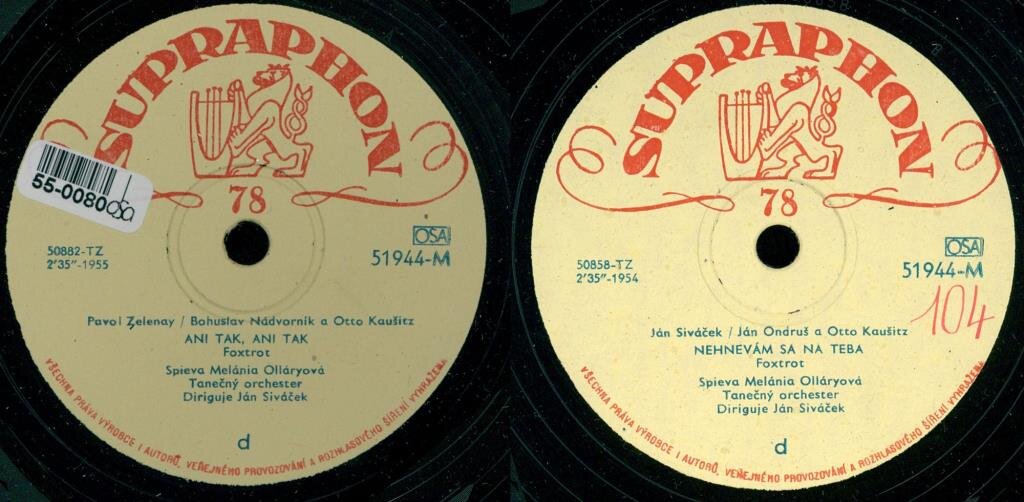 SUPRAPHON
78
55-0080
OSA
50882-TZ
2'35"-1955
OSA
51944-M
Pavol Zelenay / Bohuslav Nádvorník a Otto Kaušitz
ANI TAK, ANI TAK
Foxtrot
Spieva Melánia Olláryová
Tanečný orchester
Diriguje Ján Siváček
d
VŠECHNA PRÁVA VÝROBCE I AUTORŮ, VEŘEJNÉHO PROVOZOVÁNÍ A ROZHLASOVÉHO ŠÍŘENÍ VYHRAŽENA
SUPRAPHON
78
50858-TZ
2'35"-1954
OSA
51944-M
104
Ján Siváček / Ján Ondruš a Otto Kaušitz
NEHNEVÁM SA NA TEBA
Foxtrot
Spieva Melánia Olláryová
Tanečný orchester
Diriguje Ján Siváček
d
VŠECHNA PRÁVA VÝROBCE I AUTORŮ, VEŘEJNÉHO PROVOZOVÁNÍ A ROZHLASOVÉHO ŠÍŘENÍ VYHRAŽENA